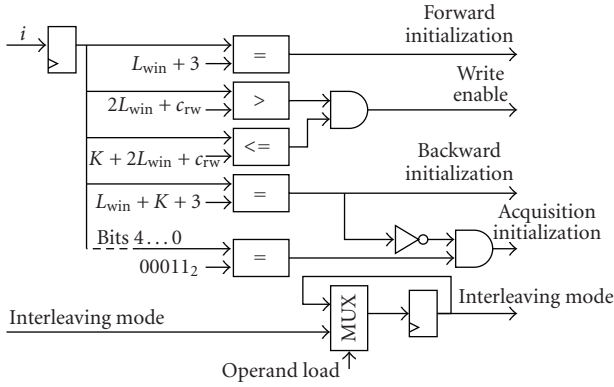 Forward
initialization
i
L_win + 3
=
Write
enable
2L_win + c_rw
>
K + 2L_win + c_rw
<=
Backward
initialization
L_win + K + 3
=
Acquisition
initialization
Bits 4...0
00011₂
=
Interleaving mode
MUX
Interleaving mode
Operand load